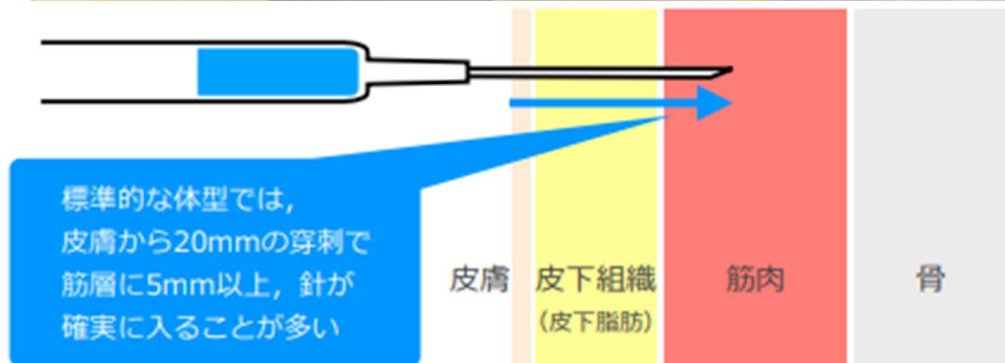 標準的な体型では,
皮膚から20mmの穿刺で
筋層に5mm以上,針が
確実に入ることが多い
皮膚
皮下組織
(皮下脂肪)
筋肉
骨